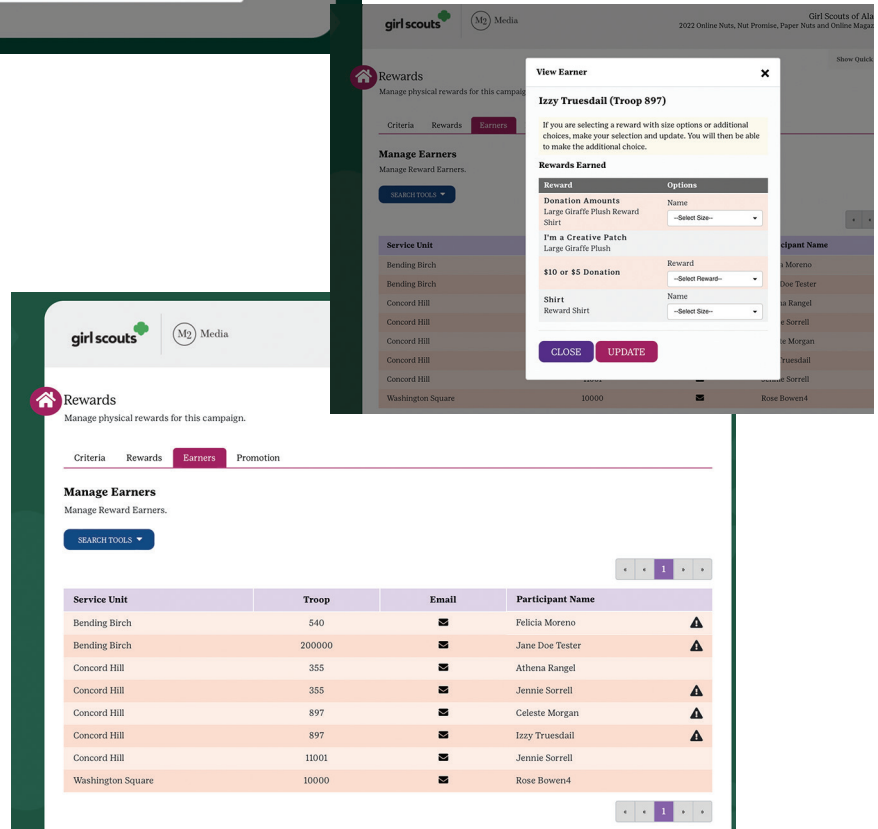 girl scouts M2 Media
Girl Scouts of Ala
2022 Online Nuts, Nut Promise, Paper Nuts and Online Magaz
Show Quick
Rewards
Manage physical rewards for this campaig
Criteria Rewards Earners
Manage Earners
Manage Reward Earners.
SEARCH TOOLS
Service Unit
cipant Name
Bending Birch
a Moreno
Bending Birch
Doe Tester
Concord Hill
na Rangel
Concord Hill
e Sorrell
Concord Hill
te Morgan
Concord Hill
Truesdail
Concord Hill 11001 Sorrell
Washington Square 10000 Rose Bowen4
View Earner
Izzy Truesdail (Troop 897)
If you are selecting a reward with size options or additional
choices, make your selection and update. You will then be able
to make the additional choice.
Rewards Earned
Reward Options
Donation Amounts Name
Large Giraffe Plush Reward
Shirt
--Select Size--
I'm a Creative Patch
Large Giraffe Plush
$10 or $5 Donation
Reward
--Select Reward--
Shirt Name
Reward Shirt --Select Size--
CLOSE UPDATE
girl scouts M2 Media
Rewards
Manage physical rewards for this campaign.
Criteria Rewards Earners Promotion
Manage Earners
Manage Reward Earners.
SEARCH TOOLS
« « 1 » »
Service Unit Troop Email Participant Name
Bending Birch 540 Felicia Moreno
Bending Birch 200000 Jane Doe Tester
Concord Hill 355 Athena Rangel
Concord Hill 355 Jennie Sorrell
Concord Hill 897 Celeste Morgan
Concord Hill 897 Izzy Truesdail
Concord Hill 11001 Jennie Sorrell
Washington Square 10000 Rose Bowen4
« « 1 » »